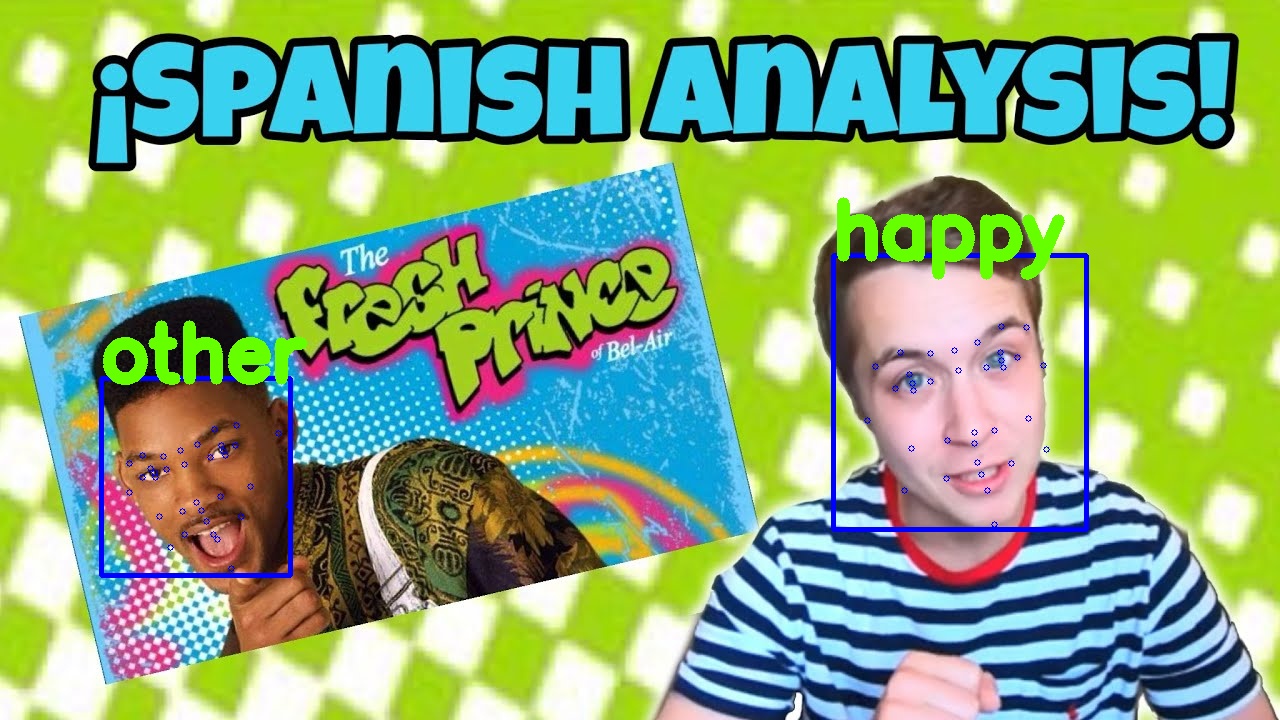 ¡SPANISH ANALYSIS!
The
FRESH
PRINCE
of Bel-Air
other
happy